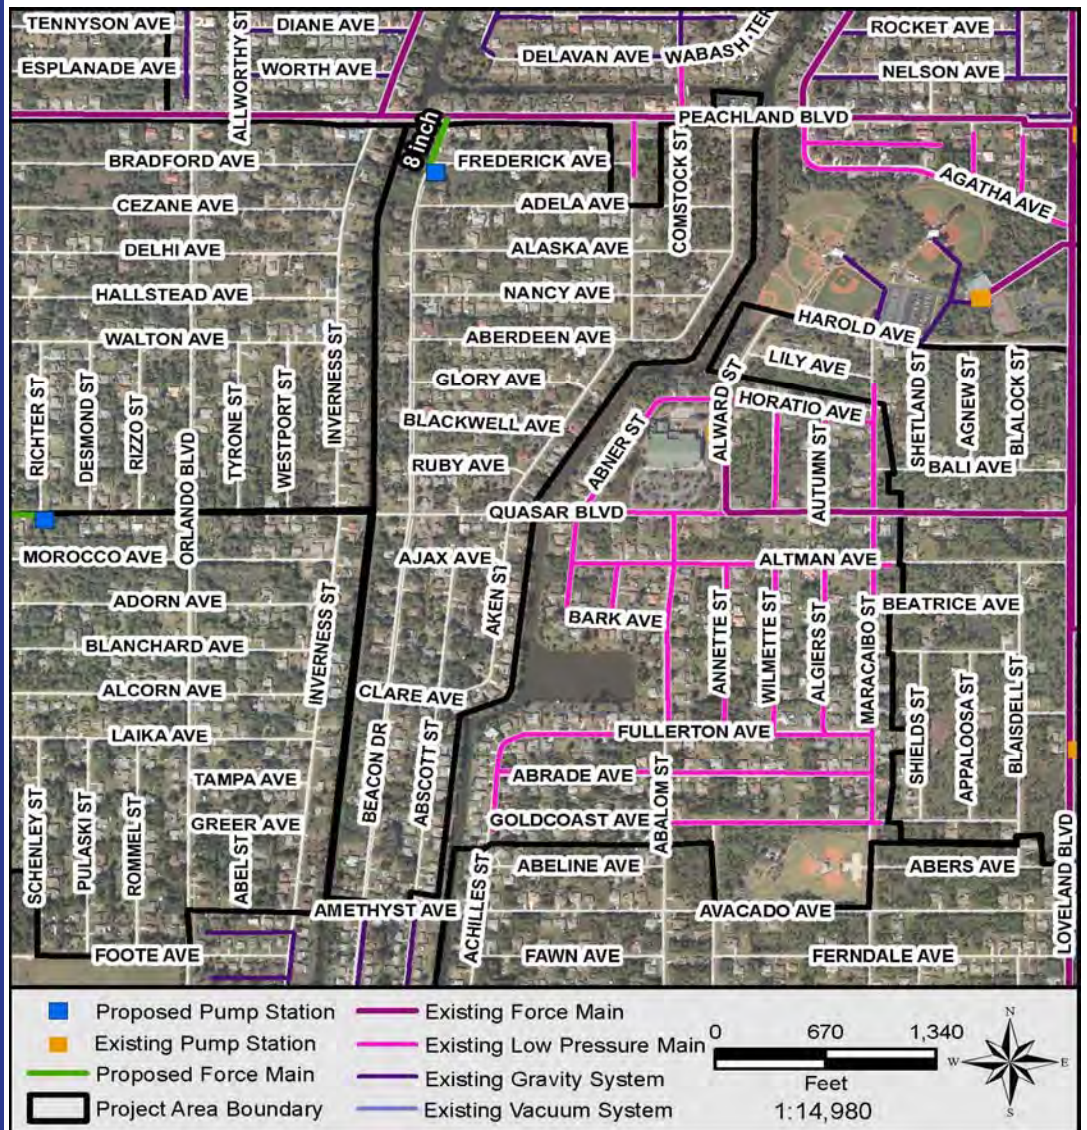 TENNYSON AVE
ALLWORTHY ST
DIANE AVE
DELAVAN AVE
WABASH TER
ROCKET AVE
ESPLANADE AVE
WORTH AVE
NELSON AVE
PEACHLAND BLVD
8 inch
BRADFORD AVE
FREDERICK AVE
COMSTOCK ST
AGATHA AVE
CEZANE AVE
ADELA AVE
DELHI AVE
ALASKA AVE
HALLSTEAD AVE
NANCY AVE
WALTON AVE
INVERNESS ST
ABERDEEN AVE
HAROLD AVE
LILY AVE
RICHTER ST
DESMOND ST
RIZZO ST
TYRONE ST
WESTPORT ST
GLORY AVE
ALWARD ST
HORATIO AVE
SHETLAND ST
AGNEW ST
BLALOCK ST
BLACKWELL AVE
ABNER ST
AUTUMN ST
RUBY AVE
BALI AVE
ORLANDO BLVD
QUASAR BLVD
MOROCCO AVE
AJAX AVE
AKEN ST
ALTMAN AVE
ADORN AVE
INVERNESS ST
BARK AVE
ANNETTE ST
WILMETTE ST
ALGIERS ST
MARACAIBO ST
BEATRICE AVE
BLANCHARD AVE
ALCORN AVE
CLARE AVE
SHIELDS ST
APPALOOSA ST
BLAISDELL ST
LAIKA AVE
BEACON DR
ABSCOTT ST
FULLERTON AVE
TAMPA AVE
ABRADE AVE
ABALOM ST
SCHENLEY ST
PULASKI ST
ROMMEL ST
GREER AVE
ABEL ST
GOLDCOAST AVE
ACHILLES ST
ABELINE AVE
ABERS AVE
LOVELAND BLVD
AMETHYST AVE
AVACADO AVE
FOOTE AVE
FAWN AVE
FERNDALE AVE
Proposed Pump Station
Existing Pump Station
Proposed Force Main
Project Area Boundary
Existing Force Main
Existing Low Pressure Main
Existing Gravity System
Existing Vacuum System
0 670 1,340
Feet
1:14,980
N
W E
S